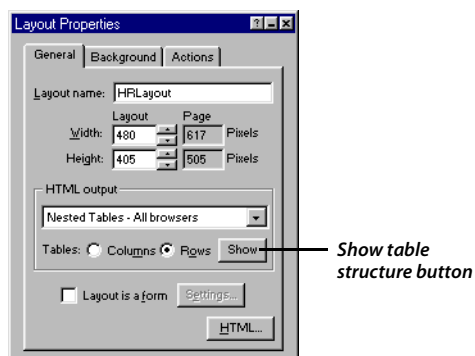 Layout Properties
General Background Actions
Layout name: HRLayout
Layout Page
Width: 480 617 Pixels
Height: 405 505 Pixels
HTML output
Nested Tables - All browsers
Tables: Columns Rows Show
Show table
structure button
Layout is a form Settings...
HTML...